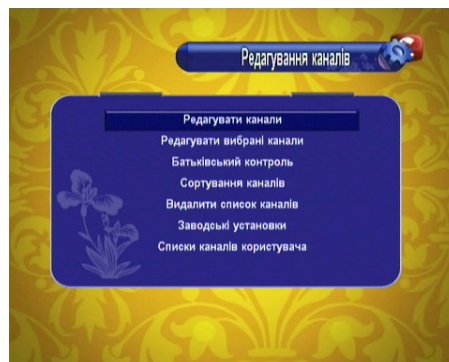 Редагування каналів
Редагувати канали
Редагувати вибрані канали
Батьківський контроль
Сортування каналів
Видалити список каналів
Заводські установки
Списки каналів користувача